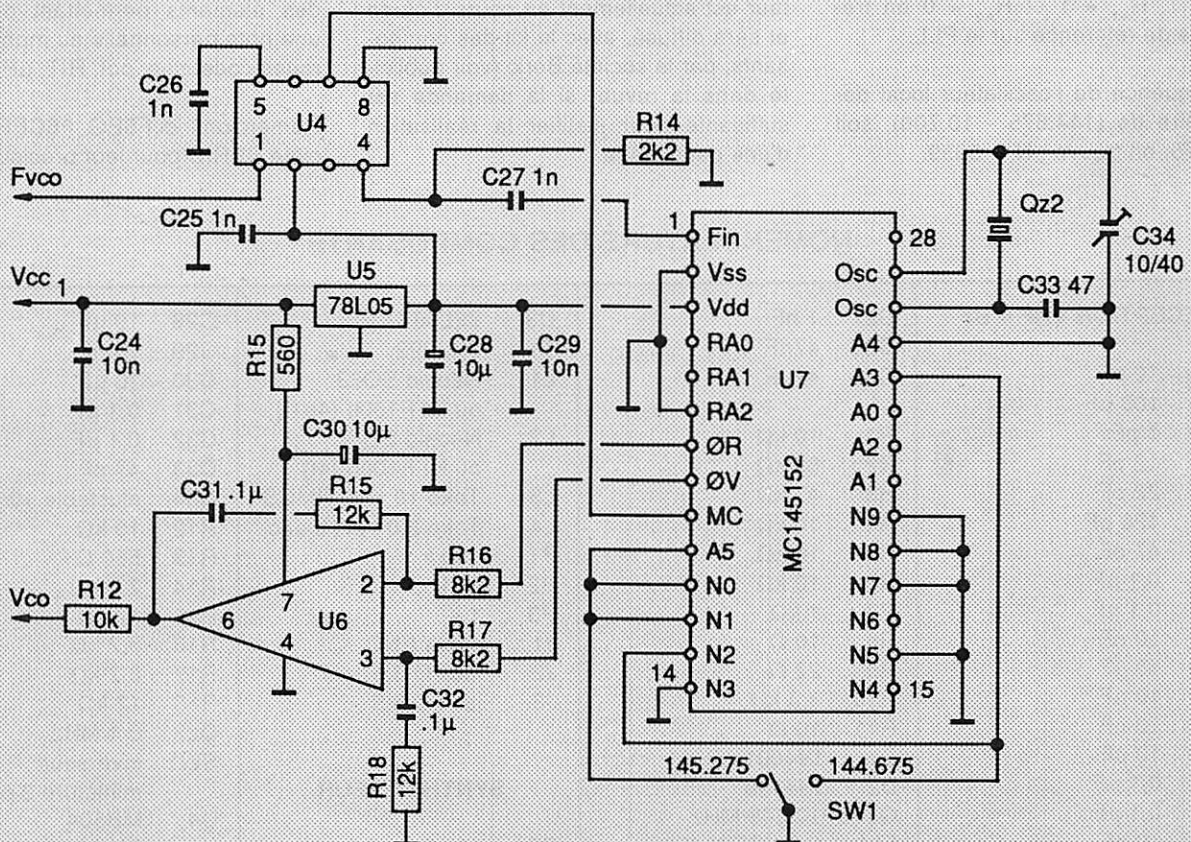 C26
1n
5
8
U4
1
4
R14
2k2
Fvco
C27 1n
C25 1n
1
Fin
28
Qz2
C34
10/40
Vcc 1
U5
78L05
Vss
Osc
C33 47
Vdd
Osc
C24
10n
R15
560
C28
10µ
C29
10n
RA0
A4
RA1
U7
A3
RA2
A0
C30 10µ
ØR
A2
C31 .1µ
R15
12k
ØV
A1
MC
MC145152
N9
A5
N8
R16
8k2
N0
N7
Vco
R12
10k
6
7
4
2
3
U6
R17
8k2
N1
N6
N2
N5
14
N3
N4
15
C32
.1µ
R18
12k
145.275
144.675
SW1